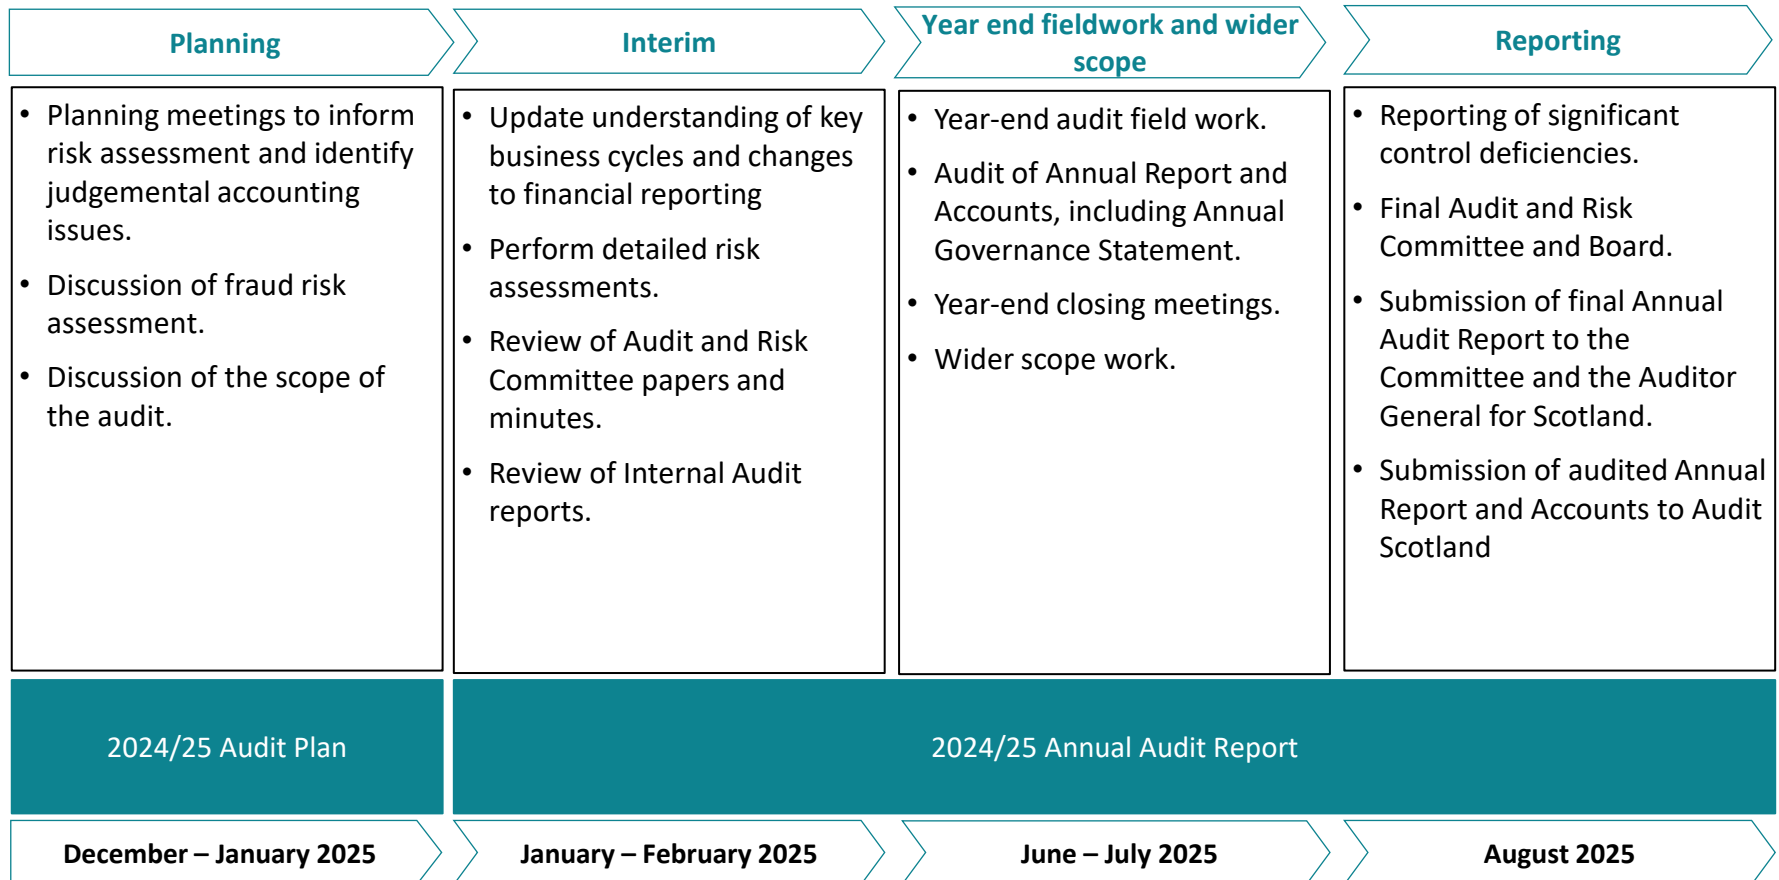 Planning
Interim
Year end fieldwork and wider
scope
Reporting
• Planning meetings to inform
risk assessment and identify
judgemental accounting
issues.
• Discussion of fraud risk
assessment.
• Discussion of the scope of
the audit.
• Update understanding of key
business cycles and changes
to financial reporting
• Perform detailed risk
assessments.
• Review of Audit and Risk
Committee papers and
minutes.
• Review of Internal Audit
reports.
• Year-end audit field work.
• Audit of Annual Report and
Accounts, including Annual
Governance Statement.
• Year-end closing meetings.
• Wider scope work.
• Reporting of significant
control deficiencies.
• Final Audit and Risk
Committee and Board.
• Submission of final Annual
Audit Report to the
Committee and the Auditor
General for Scotland.
• Submission of audited Annual
Report and Accounts to Audit
Scotland
2024/25 Audit Plan
2024/25 Annual Audit Report
December – January 2025
January – February 2025
June – July 2025
August 2025